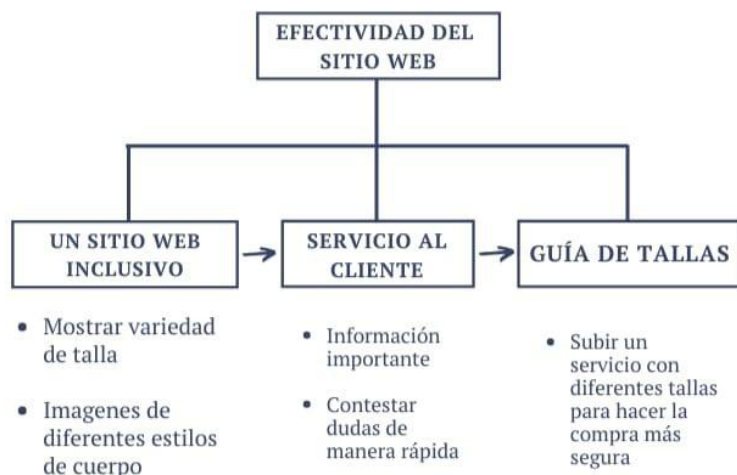 EFECTIVIDAD DEL
SITIO WEB
UN SITIO WEB
INCLUSIVO
SERVICIO AL
CLIENTE
GUÍA DE TALLAS
• Mostrar variedad
de talla
• Imagenes de
diferentes estilos
de cuerpo
• Información
importante
• Contestar
dudas de
manera rápida
• Subir un
servicio con
diferentes tallas
para hacer la
compra más
segura